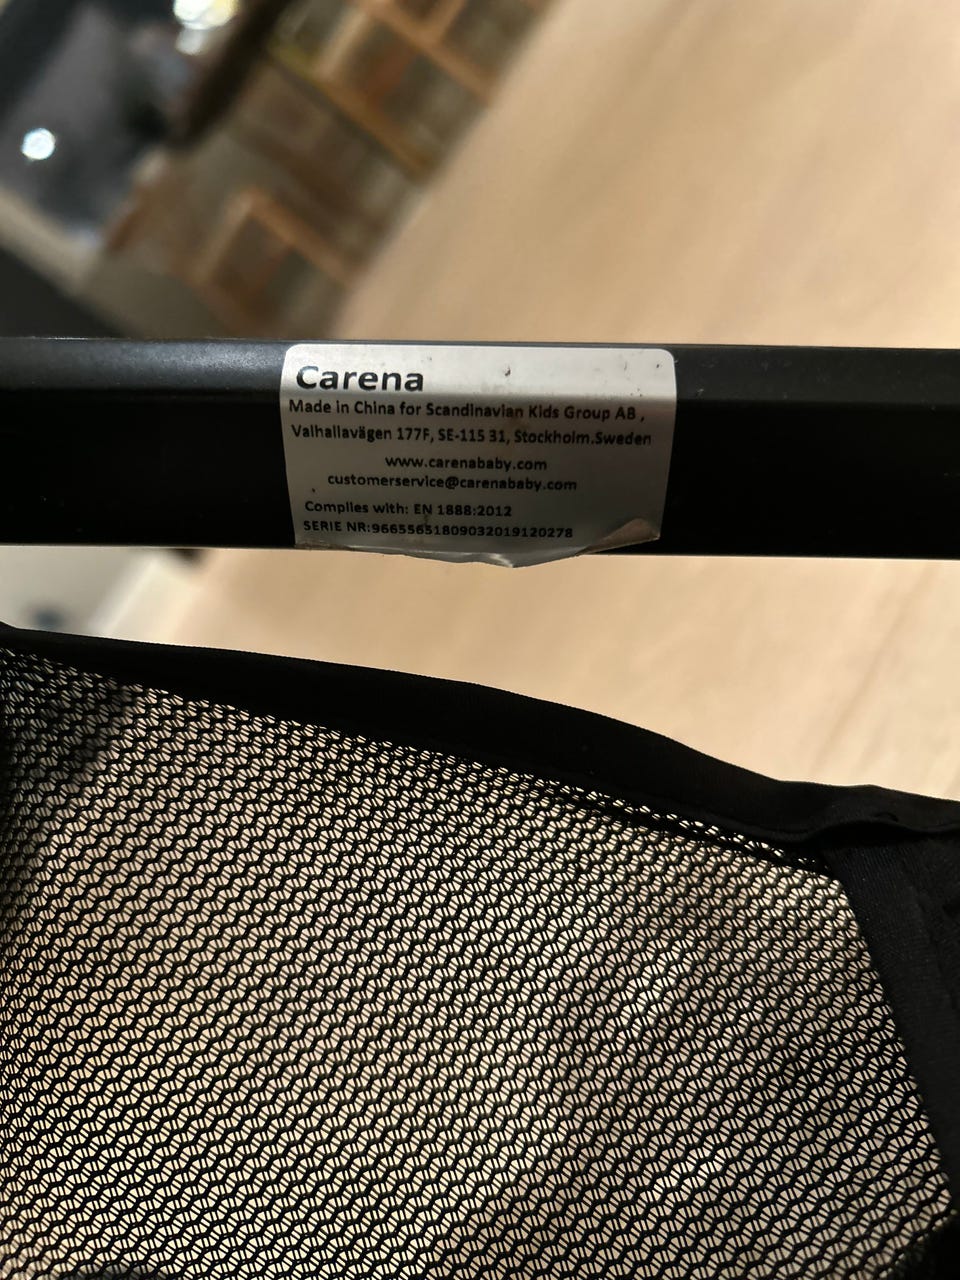 Carena
Made in China for Scandinavian Kids Group AB ,
Valhallavägen 177F, SE-115 31, Stockholm.Sweden
www.carenababy.com
customerservice@carenababy.com
Complies with: EN 1888:2012
SERIE NR:96655651809032019120278